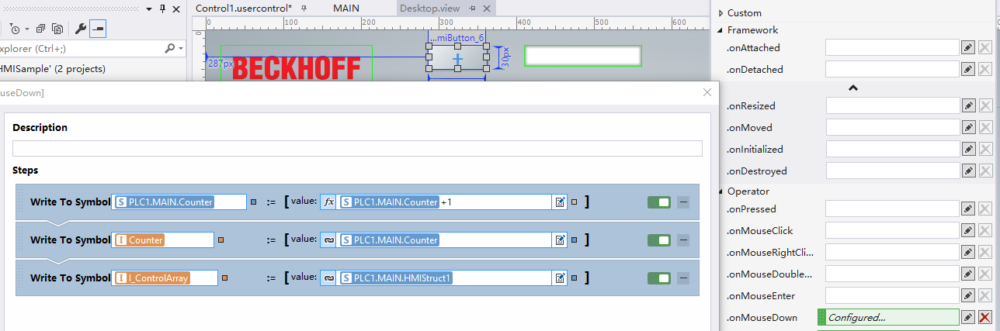 Control1.usercontrol*
MAIN
Desktop.view
0 100 200 300 400 500 600
0
...miButton_6
287px
30px
BECKHOFF
xplorer (Ctrl+;)
HMISample' (2 projects)
ouseDown]
Description
Steps
Write To Symbol S PLC1.MAIN.Counter := [ value: fx S PLC1.MAIN.Counter +1 ]
Write To Symbol I Counter := [ value: S PLC1.MAIN.Counter ]
Write To Symbol I I_ControlArray := [ value: S PLC1.MAIN.HMIStruct1 ]
Custom
Framework
.onAttached
.onDetached
.onResized
.onMoved
.onInitialized
.onDestroyed
Operator
.onPressed
.onMouseClick
.onMouseRightCli...
.onMouseDouble...
.onMouseEnter
.onMouseDown Configured...